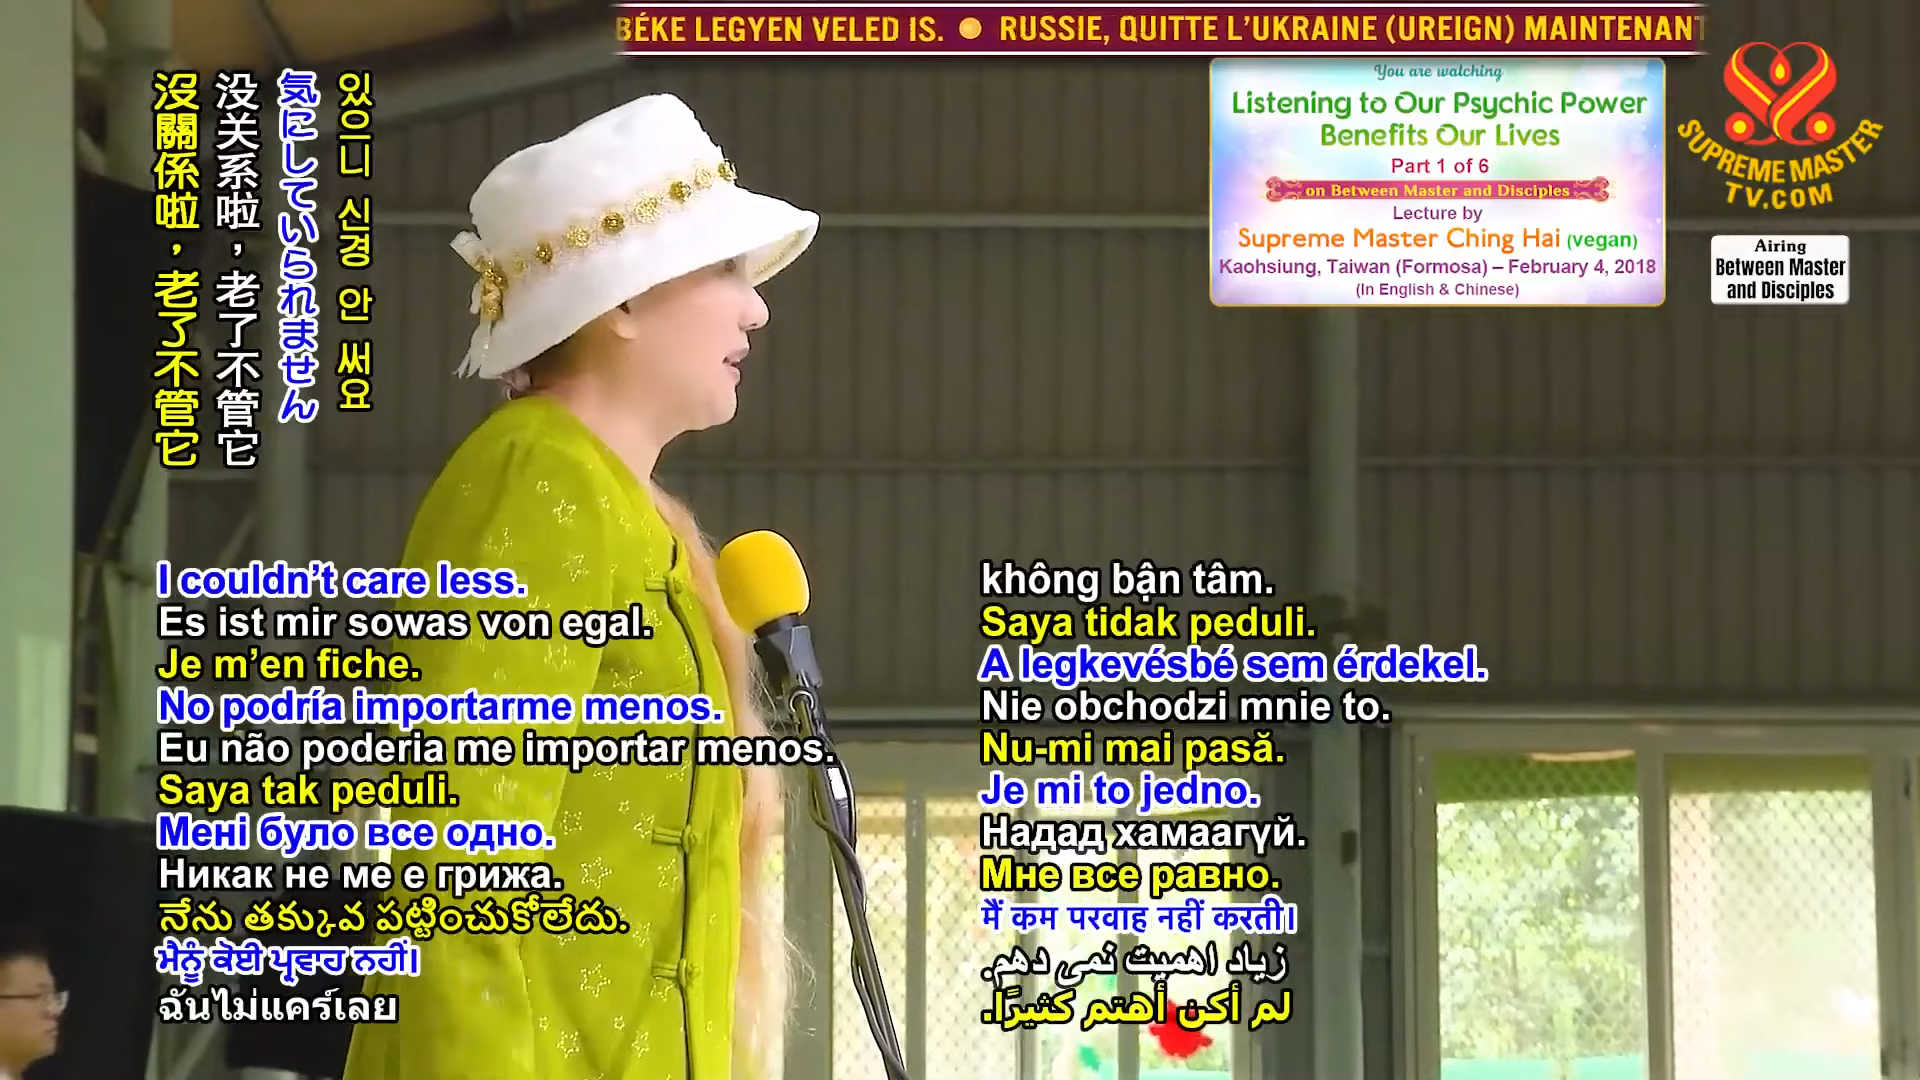 BÉKE LEGYEN VELED IS. ● RUSSIE, QUITTE L'UKRAINE (UREIGN) MAINTENANT
You are watching
Listening to Our Psychic Power
Benefits Our Lives
Part 1 of 6
on Between Master and Disciples
Lecture by
Supreme Master Ching Hai (vegan)
Kaohsiung, Taiwan (Formosa) – February 4, 2018
(In English & Chinese)
SUPREME MASTER
TV.COM
Airing
Between Master
and Disciples
있으니 신경 안 써요
気にしていられません
没关系啦，老了不管它
沒關係啦，老了不管它
I couldn't care less.
Es ist mir sowas von egal.
Je m'en fiche.
No podría importarme menos.
Eu não poderia me importar menos.
Saya tak peduli.
Мені було все одно.
Никак не ме е грижа.
నేను తక్కువ పట్టించుకోలేదు.
ਮੈਨੂੰ ਕੋਈ ਪ੍ਰਵਾਹ ਨਹੀਂ।
ฉันไม่แคร์เลย
không bận tâm.
Saya tidak peduli.
A legkevésbé sem érdekel.
Nie obchodzi mnie to.
Nu-mi mai pasă.
Je mi to jedno.
Надад хамаагүй.
Мне все равно.
मैं कम परवाह नहीं करती।
زیاد اهمیت نمی دهم.
لم أكن أهتم كثيرًا.